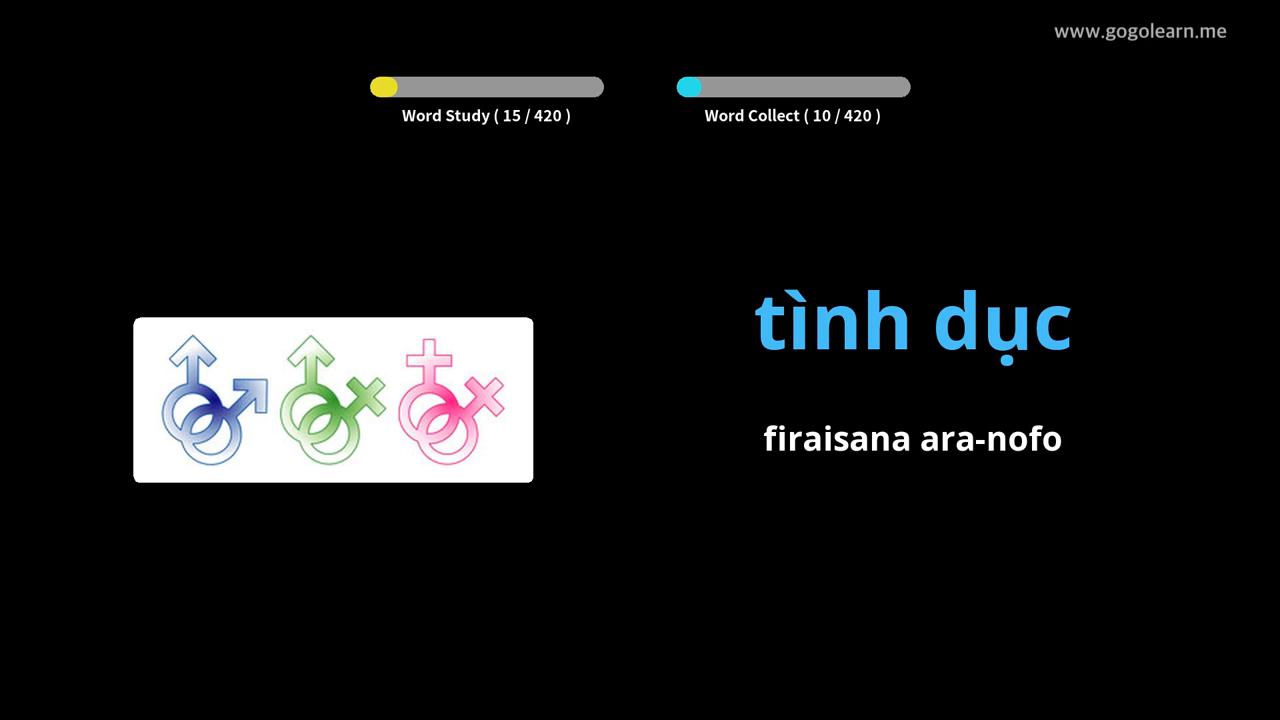 www.gogolearn.me
Word Study ( 15 / 420 )
Word Collect ( 10 / 420 )
tình dục
firaisana ara-nofo